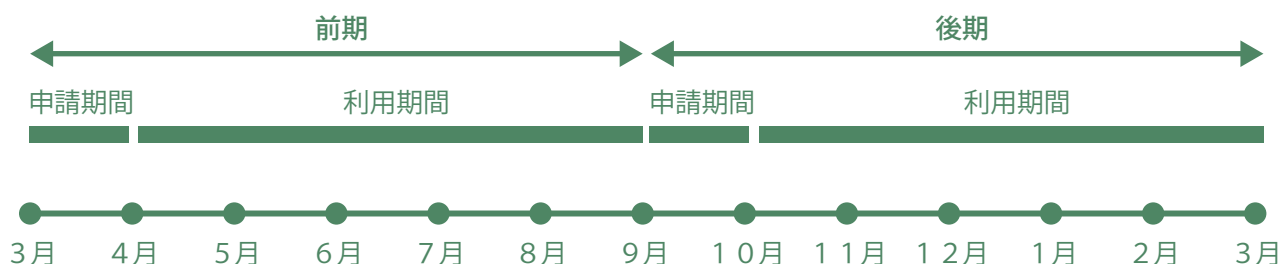 前期 後期
申請期間 利用期間 申請期間 利用期間
３月 ４月 ５月 ６月 ７月 ８月 ９月 １０月 １１月 １２月 １月 ２月 ３月